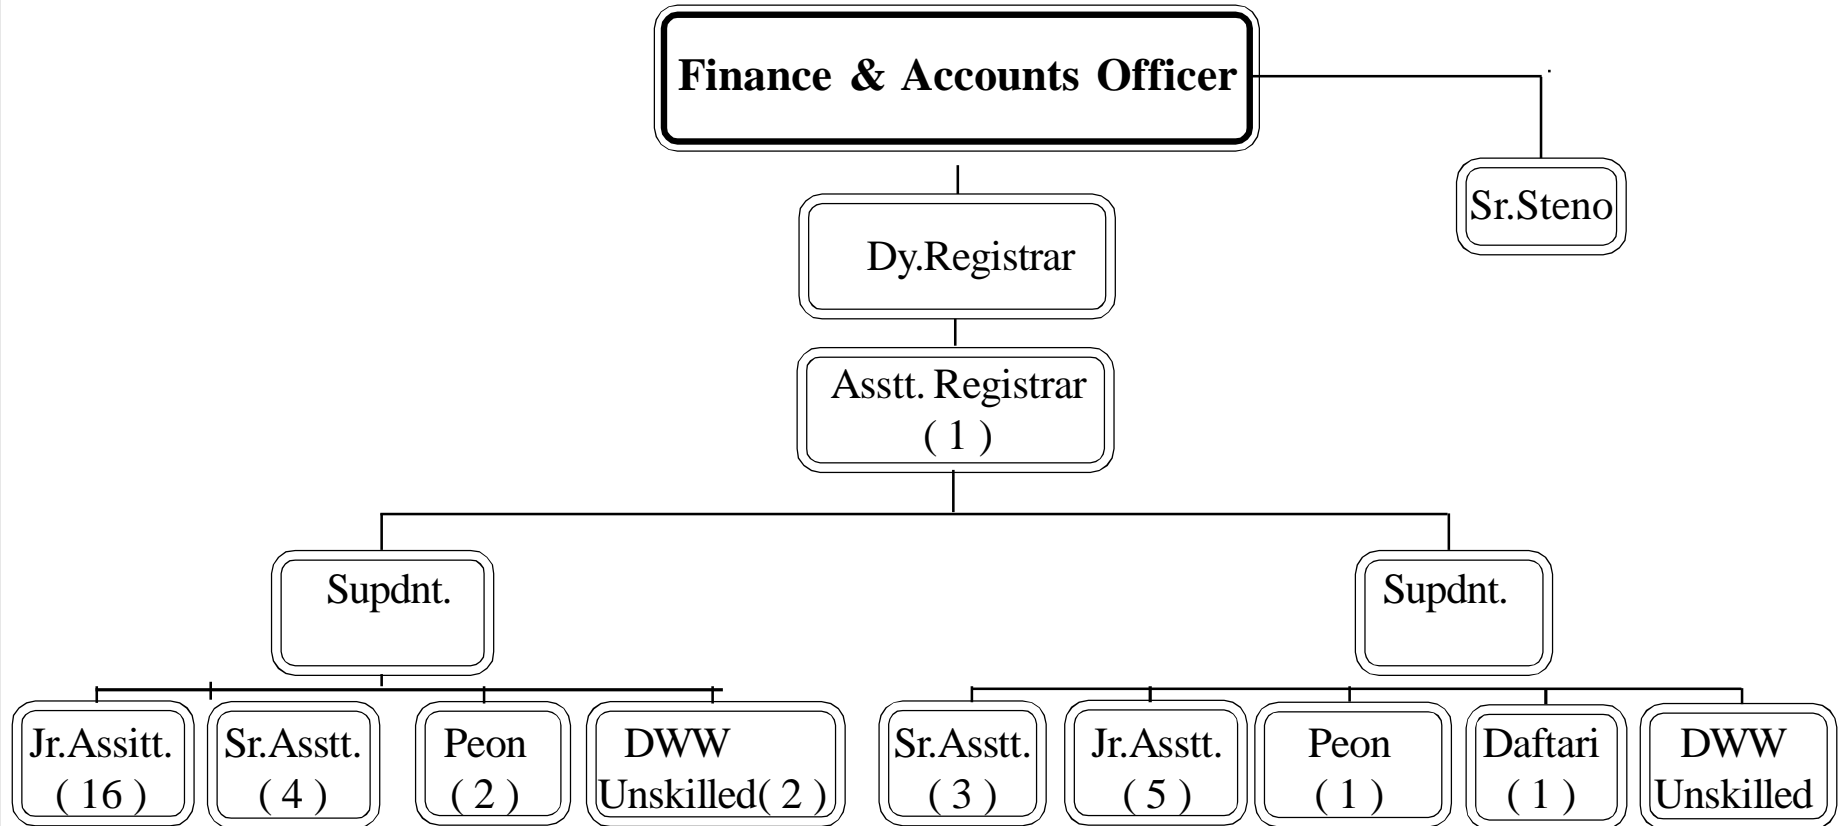 Finance & Accounts Officer
Sr.Steno
Dy.Registrar
Asstt. Registrar
( 1 )
Supdnt.
Supdnt.
Jr.Assitt.
( 16 )
Sr.Asstt.
( 4 )
Peon
( 2 )
DWW
Unskilled( 2 )
Sr.Asstt.
( 3 )
Jr.Asstt.
( 5 )
Peon
( 1 )
Daftari
( 1 )
DWW
Unskilled